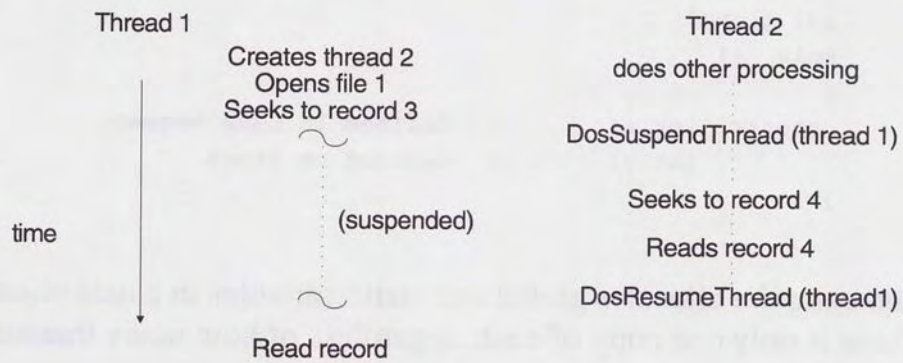 Thread 1
Creates thread 2
Opens file 1
Seeks to record 3
(suspended)
time
Read record
Thread 2
does other processing
DosSuspendThread (thread 1)
Seeks to record 4
Reads record 4
DosResumeThread (thread1)